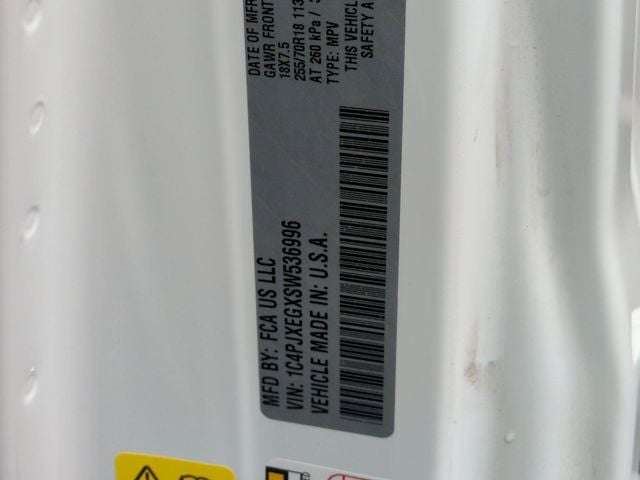 MFD BY: FCA US LLC
VIN: 1C4PJXEGXSW536996
VEHICLE MADE IN: U.S.A.
DATE OF MFR
GAWR FRONT
18X7.5
255/70R18 113
AT 260 kPa /
TYPE: MPV
THIS VEHICLE
SAFETY A